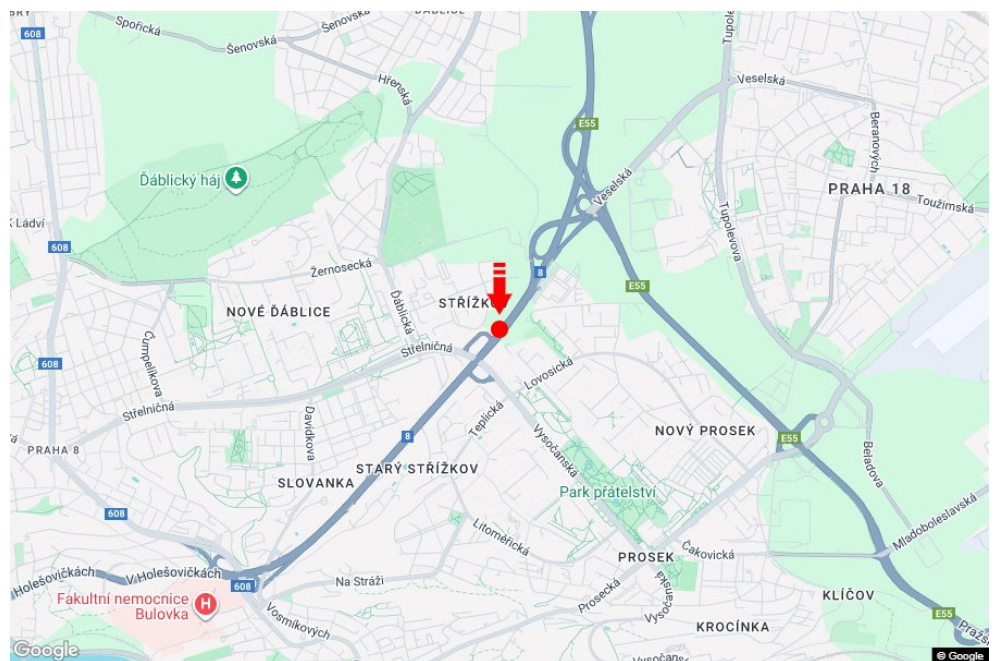 608
Spořická
Šenovská
Šenovská
ĎÁBLICE
Hřenská
Tupolevova
Veselská
E55
Beranových
Ďáblický háj
PRAHA 18
Toužimská
Veselská
K Ládví
608
Žernosecká
8
E55
Tupolevova
NOVÉ ĎÁBLICE
Ďáblická
Čumpelíkova
Střelničná
608
Lovosická
Střelničná
Davídkova
Teplická
Vysočanská
NOVÝ PROSEK
E55
PRAHA 8
8
Beladova
STARÝ STŘÍŽKOV
SLOVANKA
Park přátelství
608
Litoměřická
Mladoboleslavská
PROSEK
Čakovická
Holešovičkách
V Holešovičkách
608
Na Stráži
Prosecká
Fakultní nemocnice
Bulovka
H
Vosmíkových
KLÍČOV
E55
KROCÍNKA
Vysočanská
Google
© Google